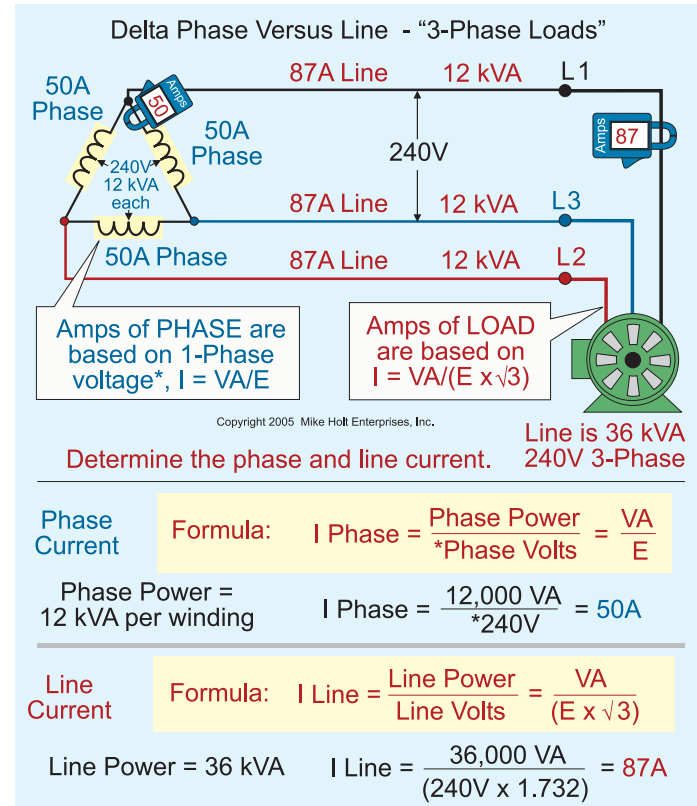 Delta Phase Versus Line - “3-Phase Loads”
50A
Phase
Amps
50
50A
Phase
240V
12 kVA
each
50A Phase
87A Line 12 kVA L1
240V
Amps
87
87A Line 12 kVA L3
87A Line 12 kVA L2
Amps of PHASE are
based on 1-Phase
voltage*, I = VA/E
Amps of LOAD
are based on
I = VA/(E x √3)
Copyright 2005 Mike Holt Enterprises, Inc.
Line is 36 kVA
240V 3-Phase
Determine the phase and line current.
Phase
Current
Formula: I Phase = Phase Power / *Phase Volts = VA / E
Phase Power =
12 kVA per winding
I Phase = 12,000 VA / *240V = 50A
Line
Current
Formula: I Line = Line Power / Line Volts = VA / (E x √3)
Line Power = 36 kVA
I Line = 36,000 VA / (240V x 1.732) = 87A